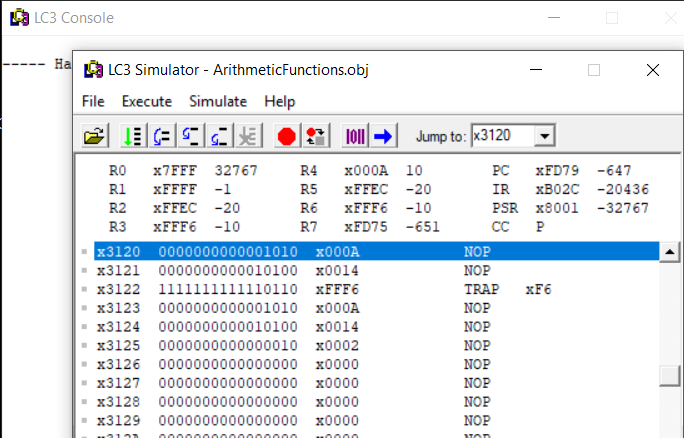 LC3 Console
----- Ha
LC3 Simulator - ArithmeticFunctions.obj
File Execute Simulate Help
Jump to: x3120
R0 x7FFF 32767 R4 x000A 10 PC xFD79 -647
R1 xFFFF -1 R5 xFFEC -20 IR xB02C -20436
R2 xFFEC -20 R6 xFFF6 -10 PSR x8001 -32767
R3 xFFF6 -10 R7 xFD75 -651 CC P
x3120 0000000000001010 x000A NOP
x3121 0000000000010100 x0014 NOP
x3122 1111111111110110 xFFF6 TRAP xF6
x3123 0000000000001010 x000A NOP
x3124 0000000000010100 x0014 NOP
x3125 0000000000000010 x0002 NOP
x3126 0000000000000000 x0000 NOP
x3127 0000000000000000 x0000 NOP
x3128 0000000000000000 x0000 NOP
x3129 0000000000000000 x0000 NOP
x312A 0000000000000000 x0000 NOP